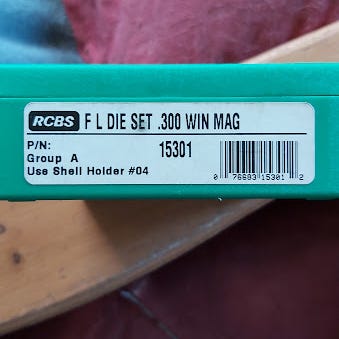 RCBS F L DIE SET .300 WIN MAG
P/N: 15301
Group A
Use Shell Holder #04
0 76683 15301 2